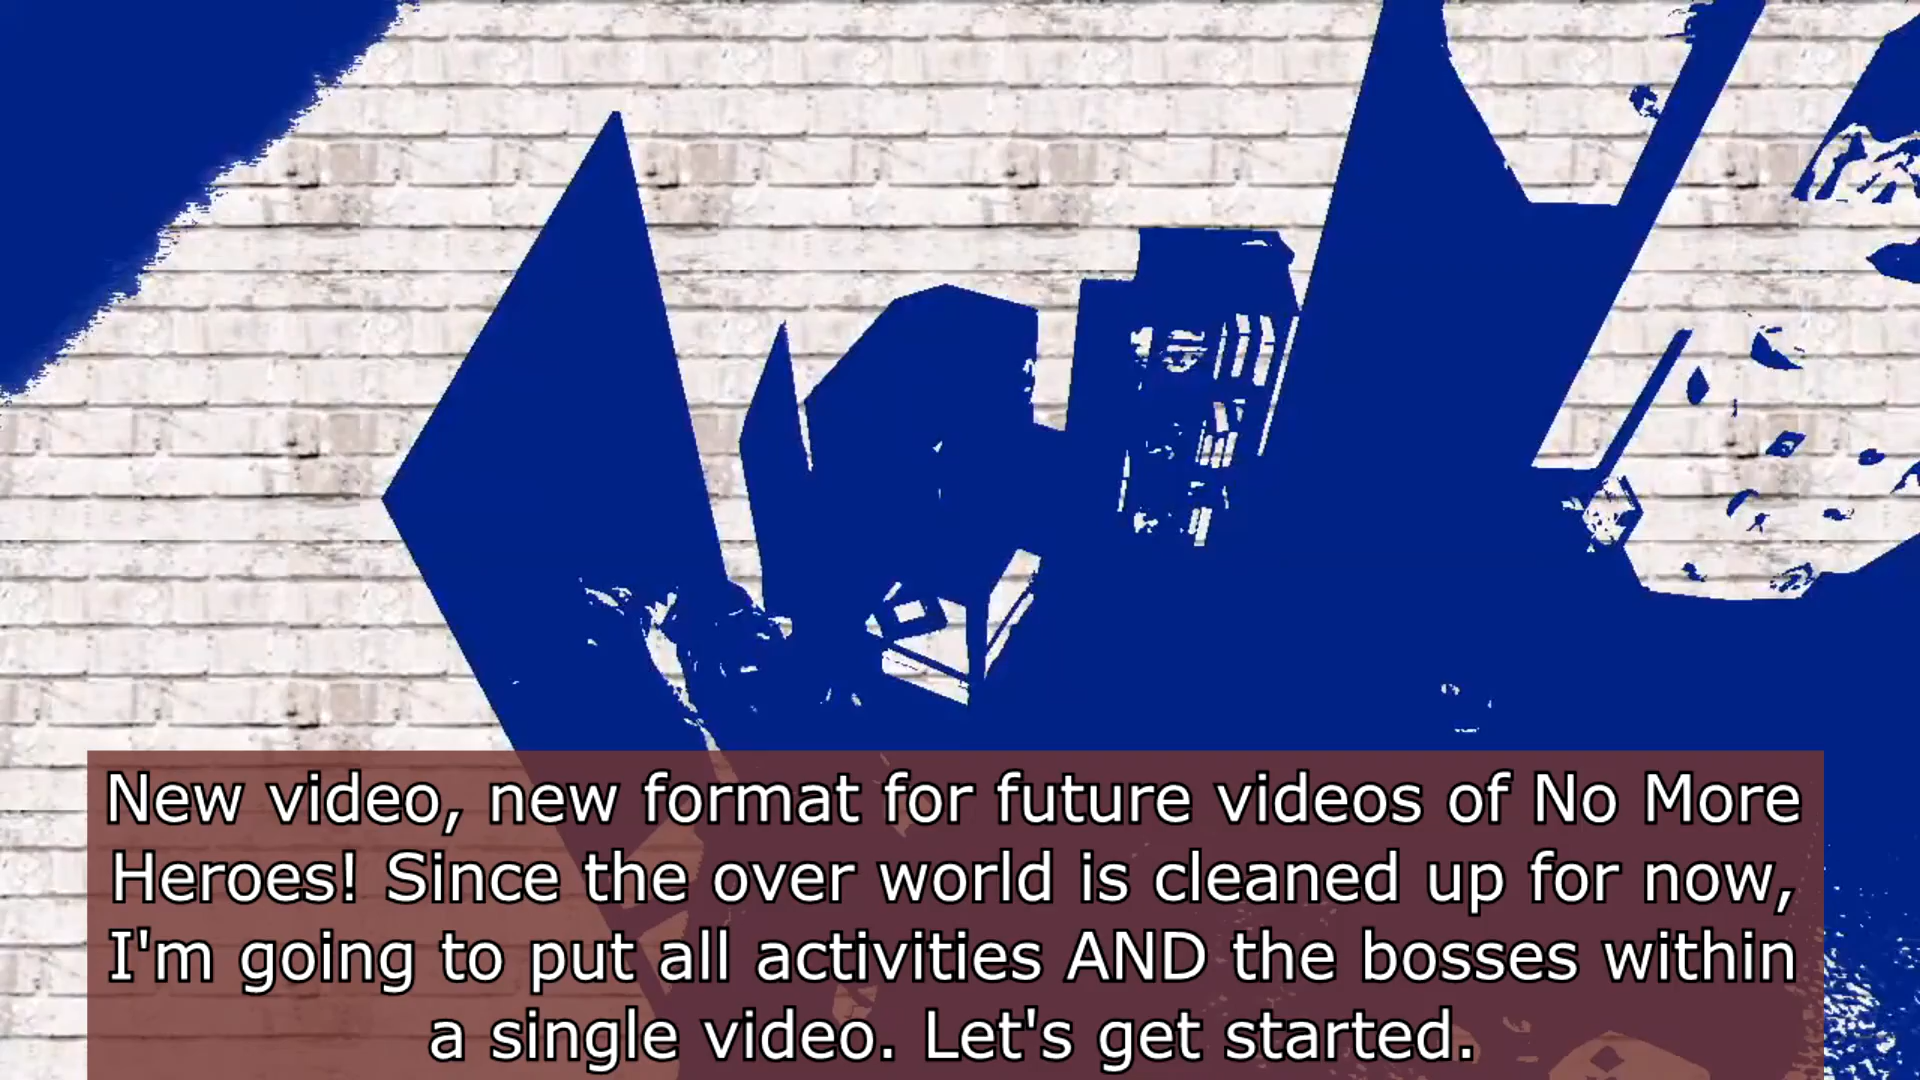 New video, new format for future videos of No More
Heroes! Since the over world is cleaned up for now,
I'm going to put all activities AND the bosses within
a single video. Let's get started.